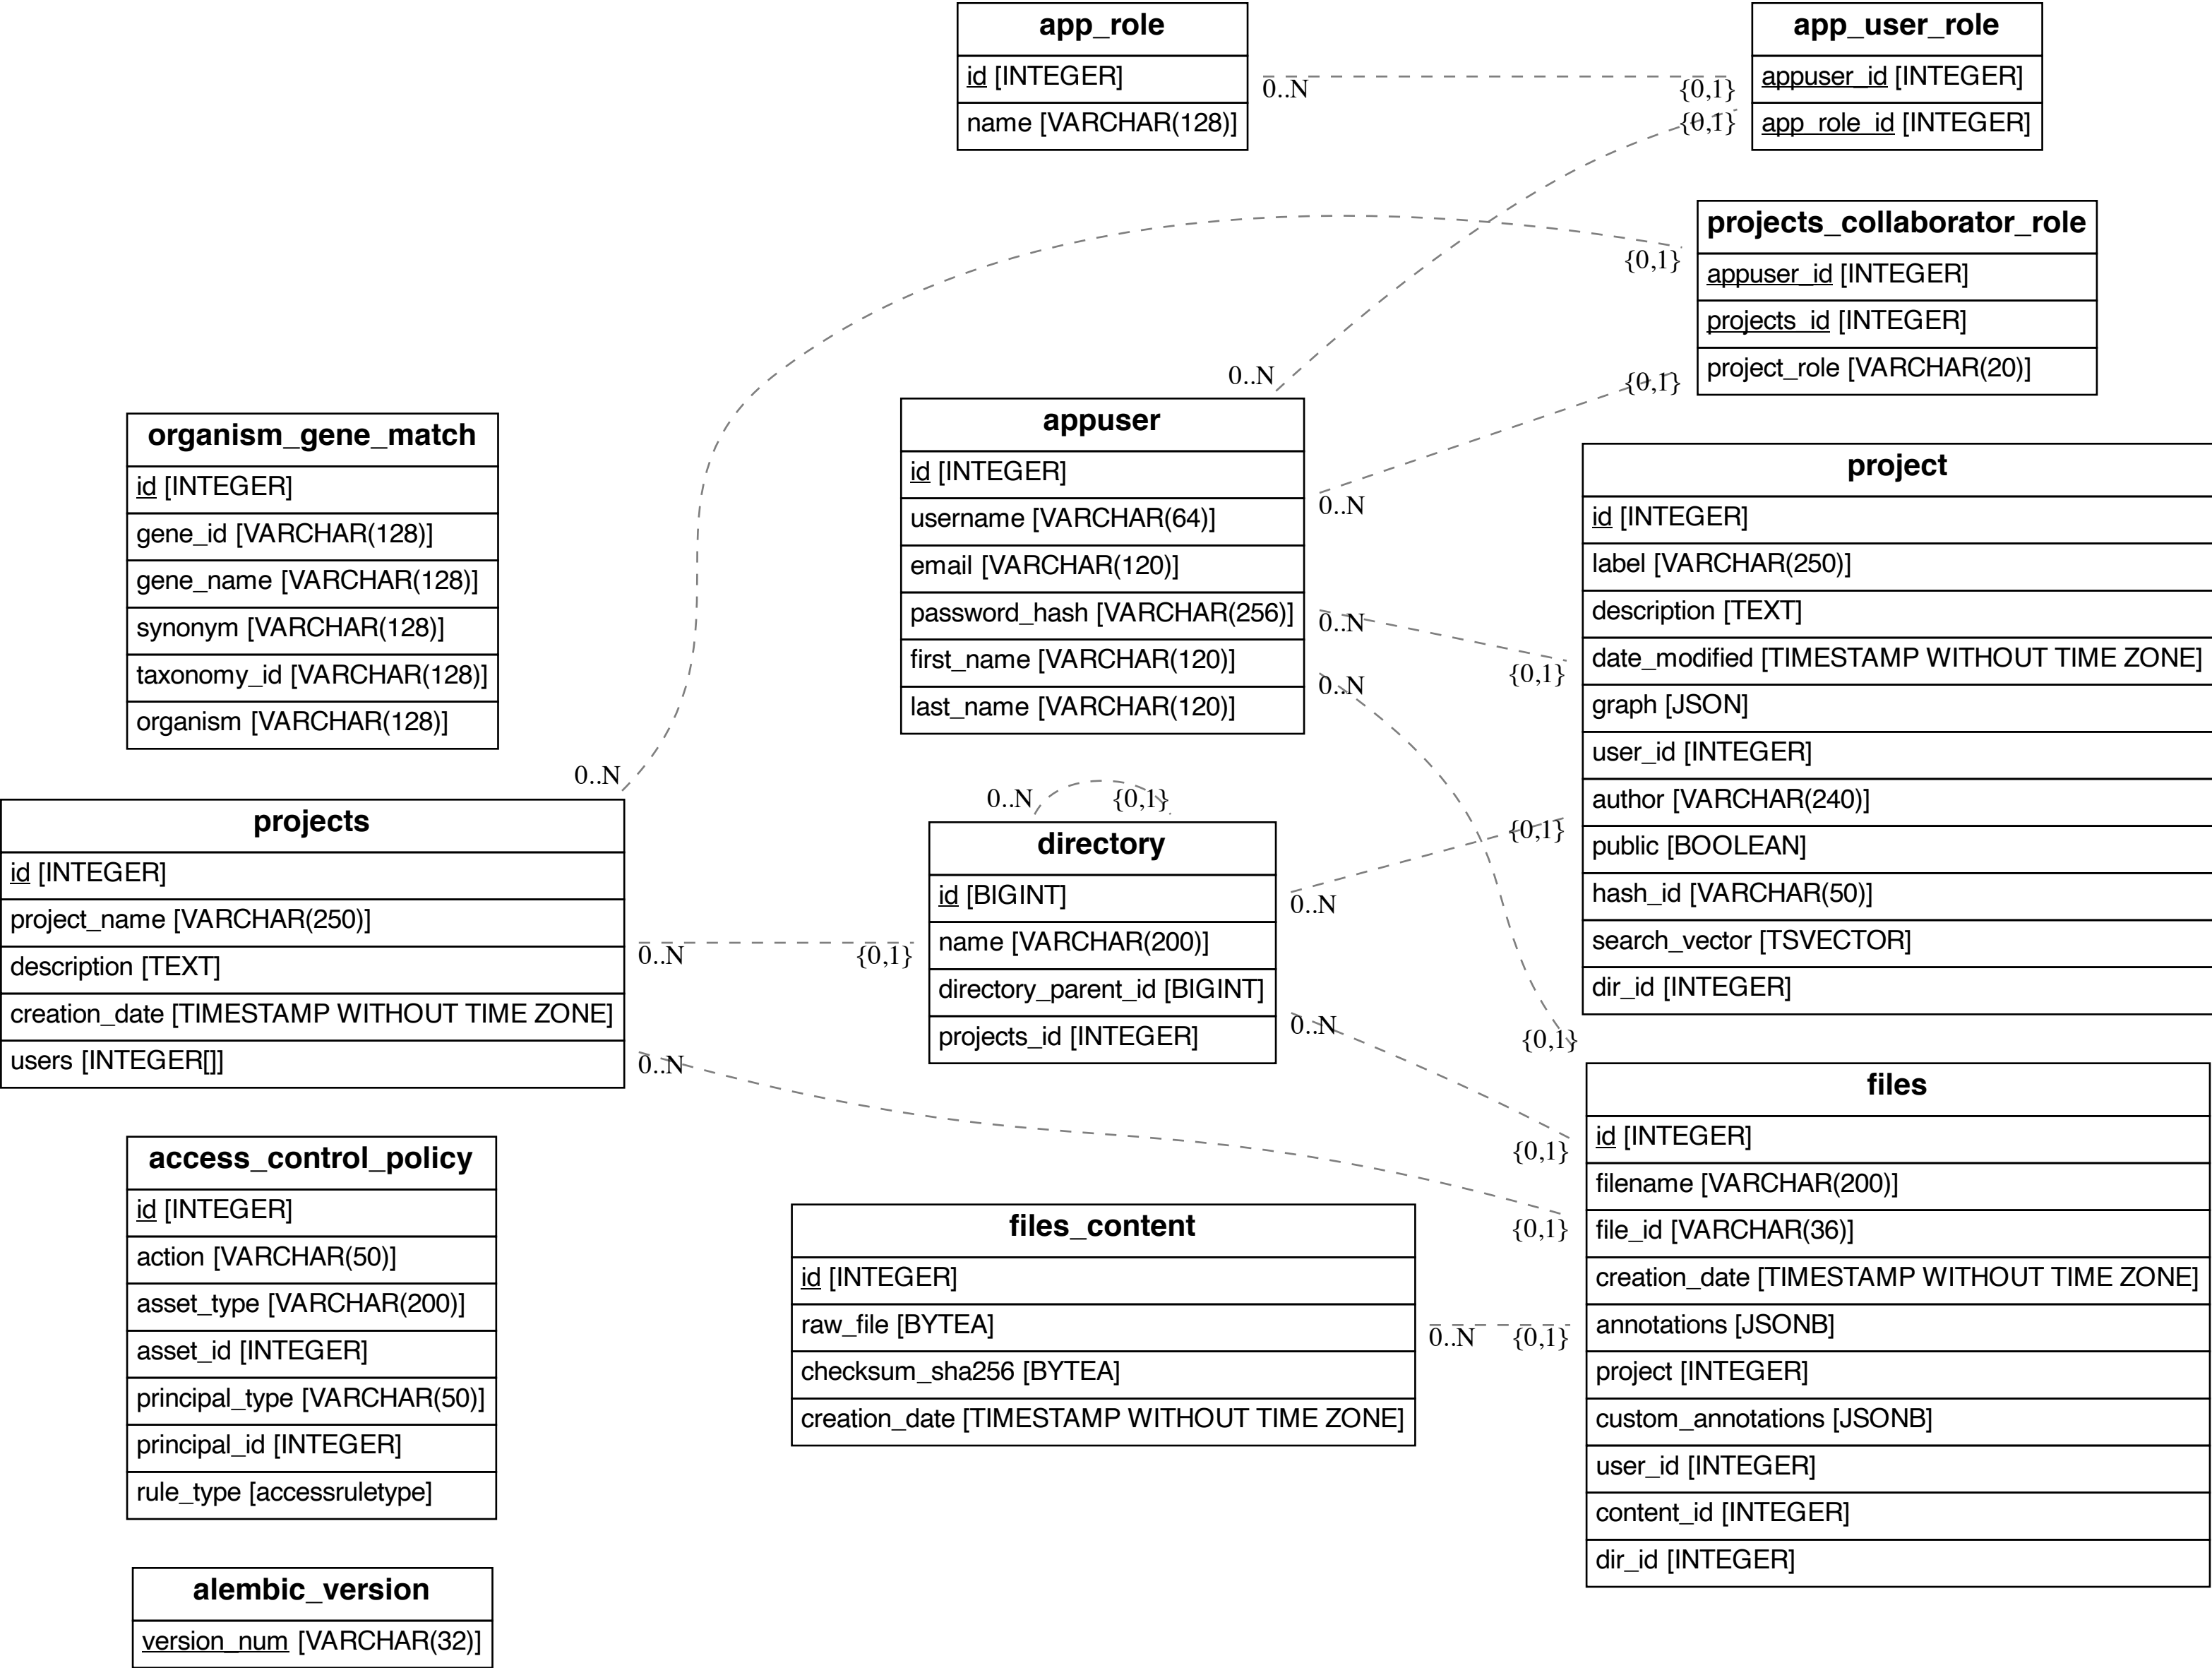 app_role
id [INTEGER]
name [VARCHAR(128)]
0..N
{0,1}
app_user_role
appuser_id [INTEGER]
app_role_id [INTEGER]
{0,1}
0..N
projects_collaborator_role
appuser_id [INTEGER]
projects_id [INTEGER]
project_role [VARCHAR(20)]
{0,1}
{0,1}
organism_gene_match
id [INTEGER]
gene_id [VARCHAR(128)]
gene_name [VARCHAR(128)]
synonym [VARCHAR(128)]
taxonomy_id [VARCHAR(128)]
organism [VARCHAR(128)]
appuser
id [INTEGER]
username [VARCHAR(64)]
email [VARCHAR(120)]
password_hash [VARCHAR(256)]
first_name [VARCHAR(120)]
last_name [VARCHAR(120)]
0..N
0..N
0..N
{0,1}
project
id [INTEGER]
label [VARCHAR(250)]
description [TEXT]
date_modified [TIMESTAMP WITHOUT TIME ZONE]
graph [JSON]
user_id [INTEGER]
author [VARCHAR(240)]
public [BOOLEAN]
hash_id [VARCHAR(50)]
search_vector [TSVECTOR]
dir_id [INTEGER]
0..N
projects
id [INTEGER]
project_name [VARCHAR(250)]
description [TEXT]
creation_date [TIMESTAMP WITHOUT TIME ZONE]
users [INTEGER[]]
0..N
{0,1}
0..N
0..N
{0,1}
directory
id [BIGINT]
name [VARCHAR(200)]
directory_parent_id [BIGINT]
projects_id [INTEGER]
{0,1}
0..N
0..N
{0,1}
{0,1}
{0,1}
files
id [INTEGER]
filename [VARCHAR(200)]
file_id [VARCHAR(36)]
creation_date [TIMESTAMP WITHOUT TIME ZONE]
annotations [JSONB]
project [INTEGER]
custom_annotations [JSONB]
user_id [INTEGER]
content_id [INTEGER]
dir_id [INTEGER]
access_control_policy
id [INTEGER]
action [VARCHAR(50)]
asset_type [VARCHAR(200)]
asset_id [INTEGER]
principal_type [VARCHAR(50)]
principal_id [INTEGER]
rule_type [accessruletype]
files_content
id [INTEGER]
raw_file [BYTEA]
checksum_sha256 [BYTEA]
creation_date [TIMESTAMP WITHOUT TIME ZONE]
0..N
{0,1}
alembic_version
version_num [VARCHAR(32)]